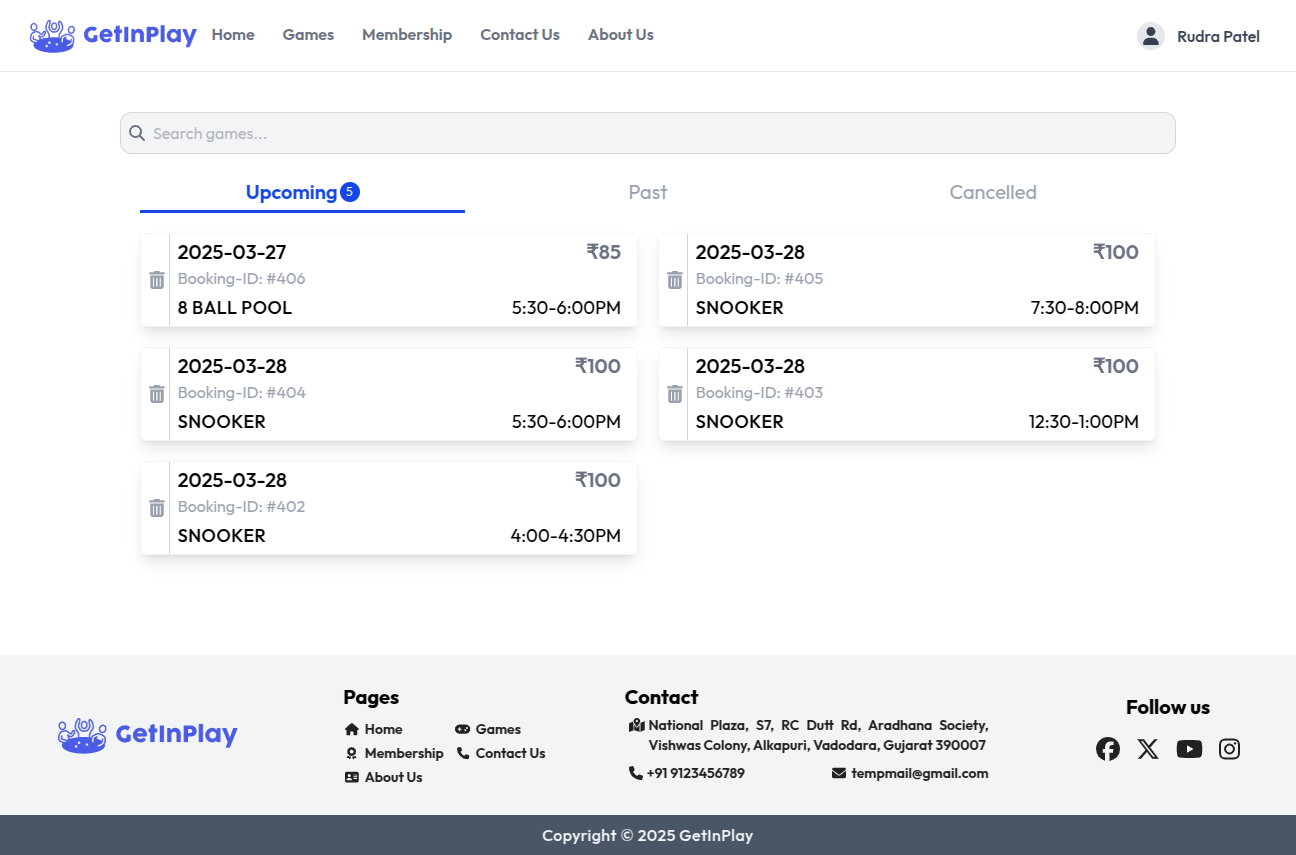 GetInPlay Home Games Membership Contact Us About Us Rudra Patel
Search games...
Upcoming 5 Past Cancelled
2025-03-27 ₹85
Booking-ID: #406
8 BALL POOL 5:30-6:00PM
2025-03-28 ₹100
Booking-ID: #405
SNOOKER 7:30-8:00PM
2025-03-28 ₹100
Booking-ID: #404
SNOOKER 5:30-6:00PM
2025-03-28 ₹100
Booking-ID: #403
SNOOKER 12:30-1:00PM
2025-03-28 ₹100
Booking-ID: #402
SNOOKER 4:00-4:30PM
GetInPlay
Pages
Home Games
Membership Contact Us
About Us
Contact
National Plaza, S7, RC Dutt Rd, Aradhana Society,
Vishwas Colony, Alkapuri, Vadodara, Gujarat 390007
+91 9123456789 tempmail@gmail.com
Follow us
Copyright © 2025 GetInPlay